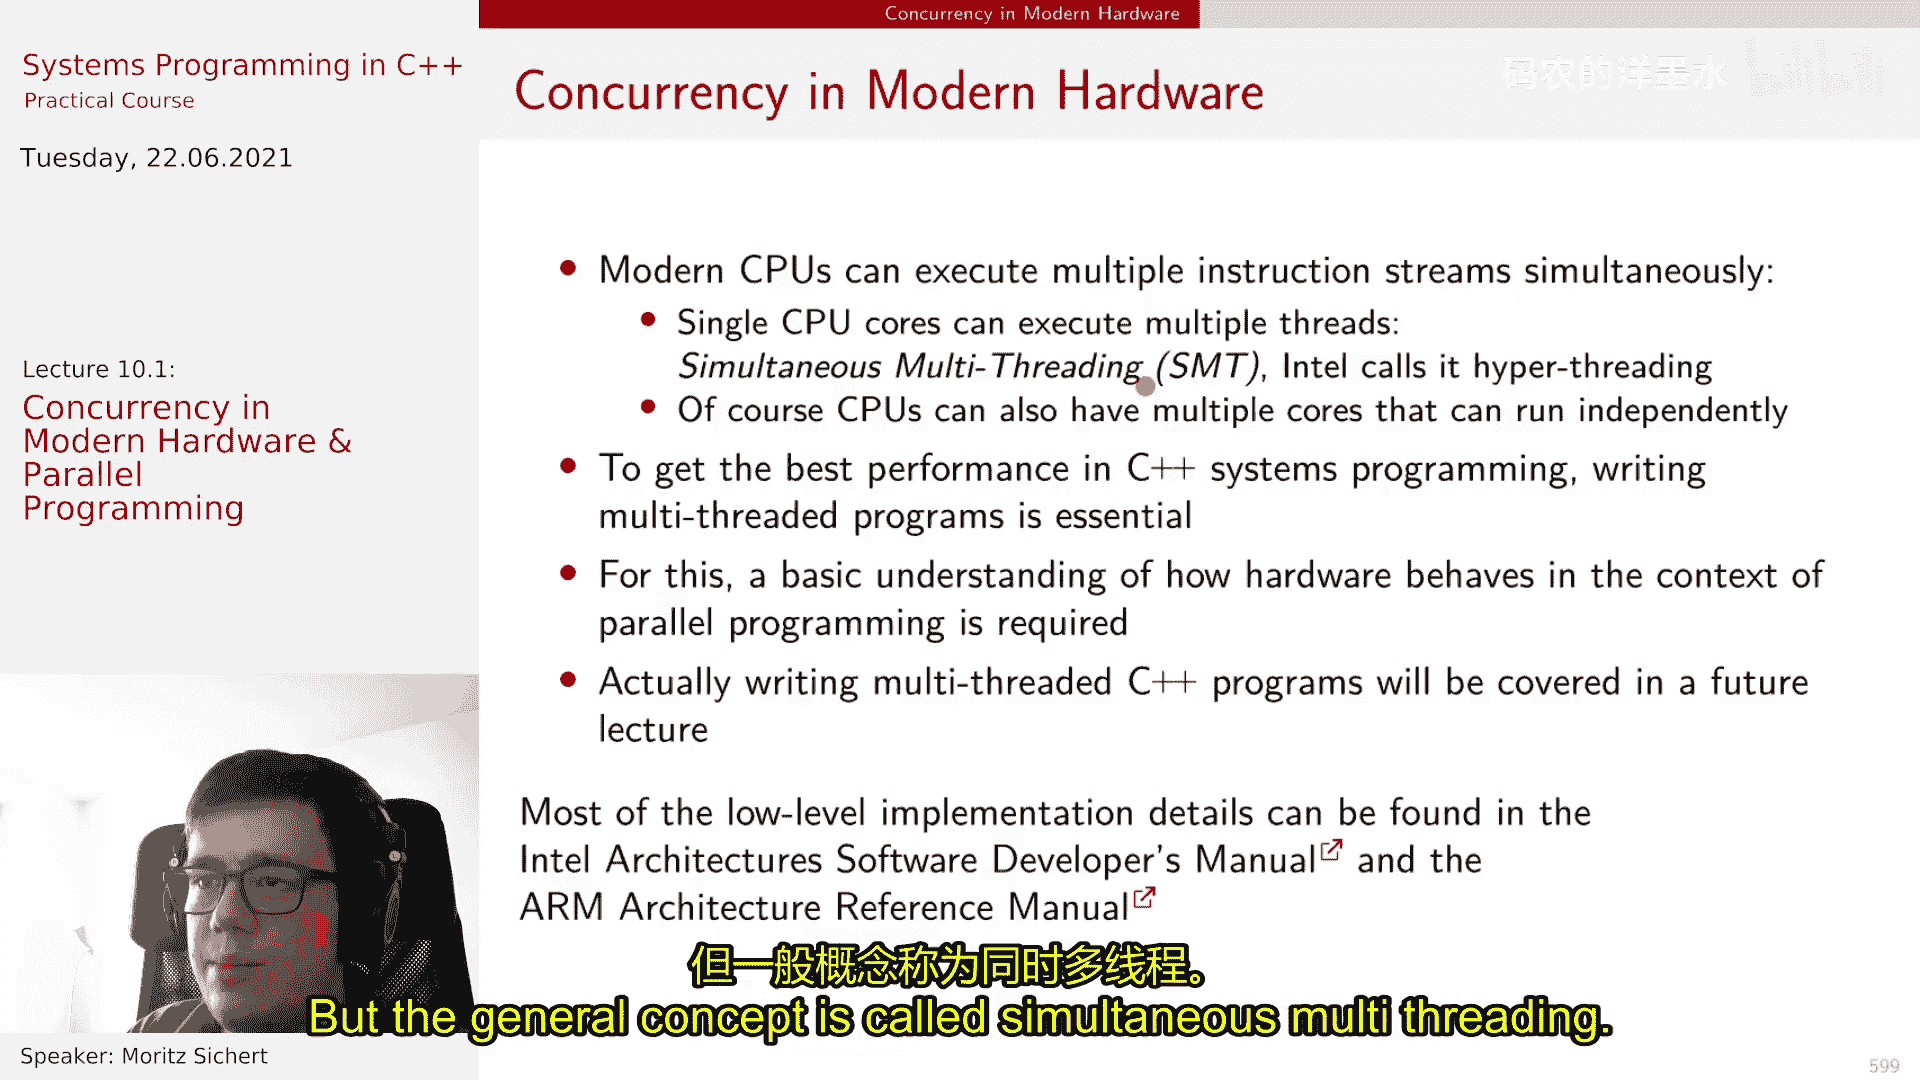 Concurrency in Modern Hardware
Systems Programming in C++
Practical Course
Tuesday, 22.06.2021
Lecture 10.1:
Concurrency in
Modern Hardware &
Parallel
Programming
Concurrency in Modern Hardware
码农的洋墨水 bilibili
• Modern CPUs can execute multiple instruction streams simultaneously:
• Single CPU cores can execute multiple threads:
Simultaneous Multi-Threading (SMT), Intel calls it hyper-threading
• Of course CPUs can also have multiple cores that can run independently
• To get the best performance in C++ systems programming, writing
multi-threaded programs is essential
• For this, a basic understanding of how hardware behaves in the context of
parallel programming is required
• Actually writing multi-threaded C++ programs will be covered in a future
lecture
Most of the low-level implementation details can be found in the
Intel Architectures Software Developer's Manual and the
ARM Architecture Reference Manual
但一般概念称为同时多线程。
But the general concept is called simultaneous multi threading.
Speaker: Moritz Sichert
599